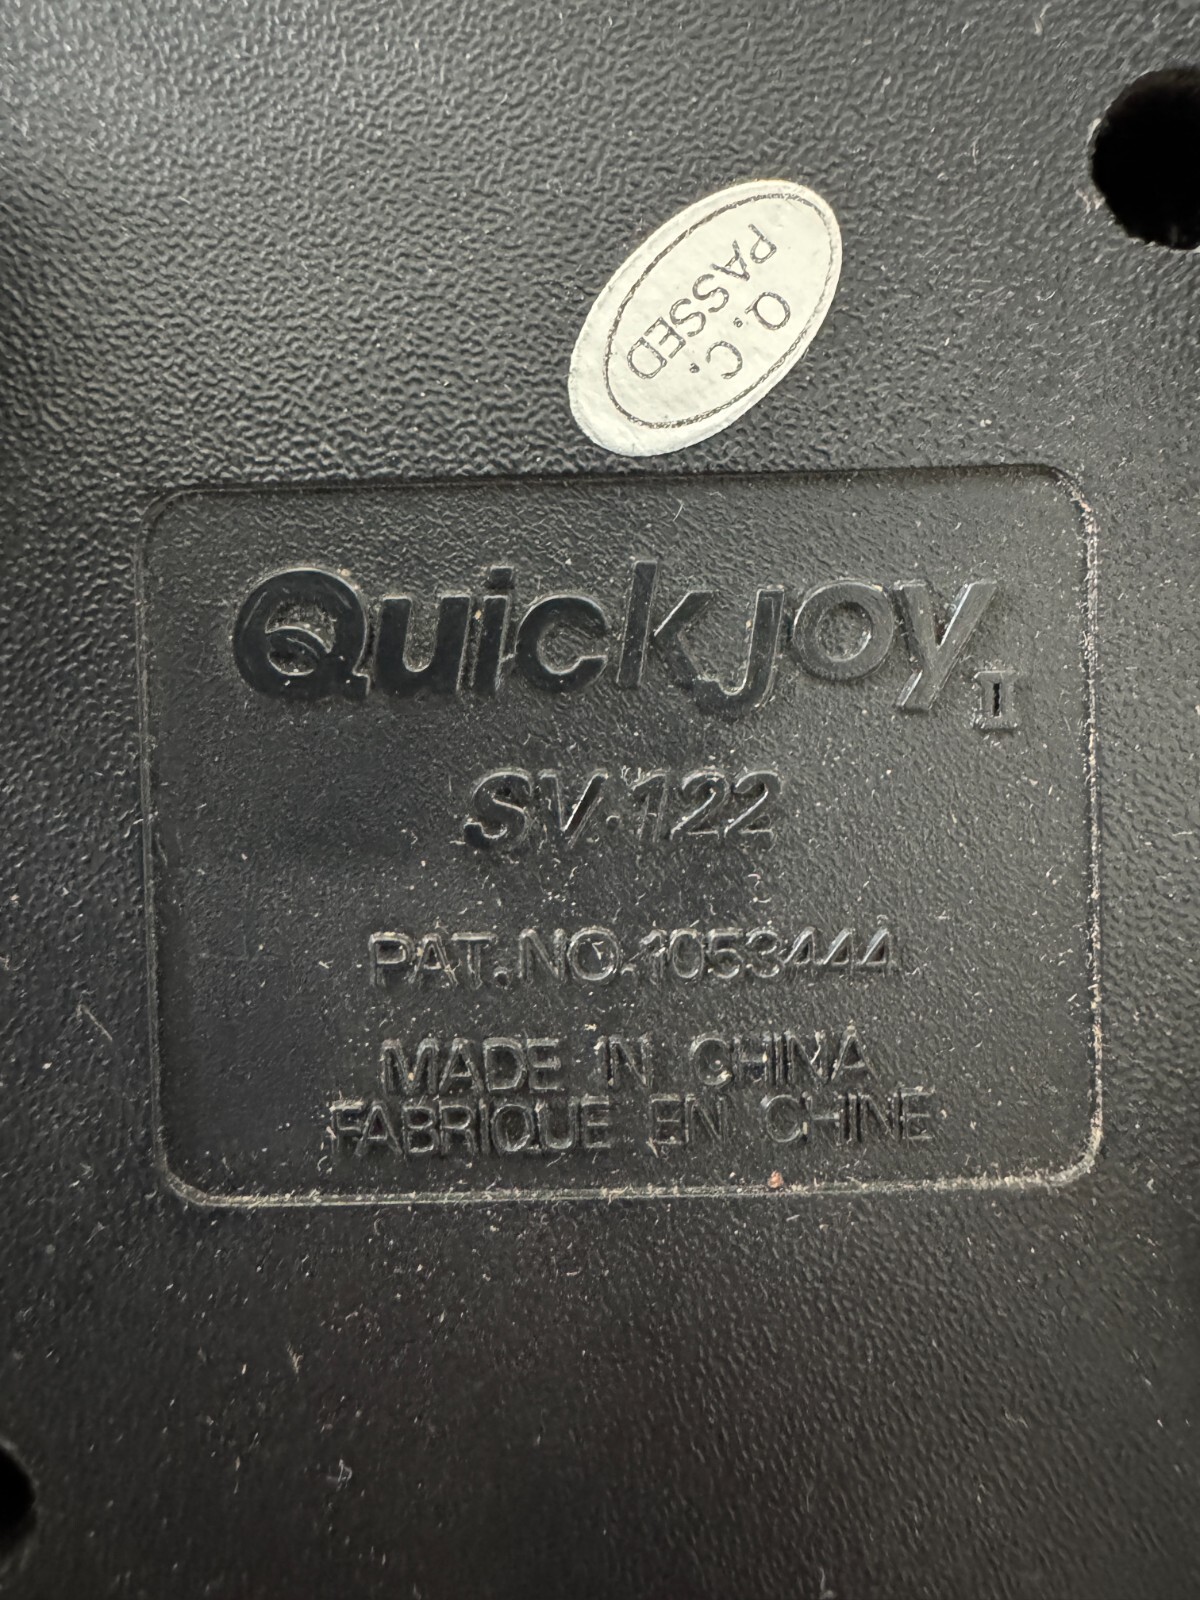 Q.C.
PASSED
Quickjoy II
SV-122
PAT.NO.1053444
MADE IN CHINA
FABRIQUE EN CHINE